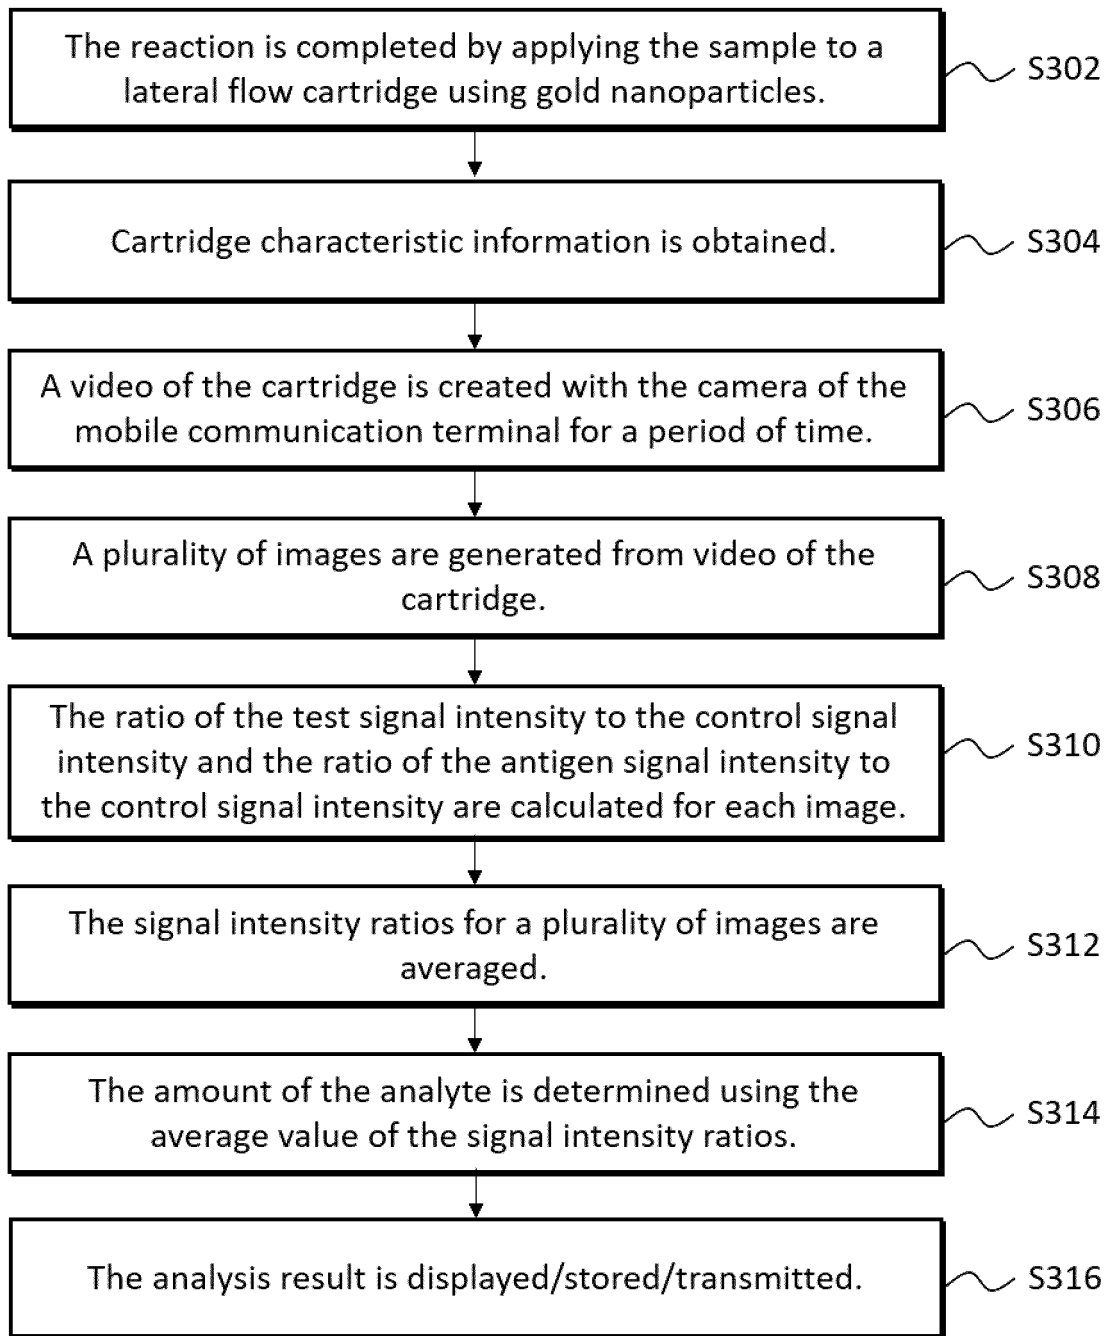 The reaction is completed by applying the sample to a
lateral flow cartridge using gold nanoparticles.
S302
Cartridge characteristic information is obtained.
S304
A video of the cartridge is created with the camera of the
mobile communication terminal for a period of time.
S306
A plurality of images are generated from video of the
cartridge.
S308
The ratio of the test signal intensity to the control signal
intensity and the ratio of the antigen signal intensity to
the control signal intensity are calculated for each image.
S310
The signal intensity ratios for a plurality of images are
averaged.
S312
The amount of the analyte is determined using the
average value of the signal intensity ratios.
S314
The analysis result is displayed/stored/transmitted.
S316